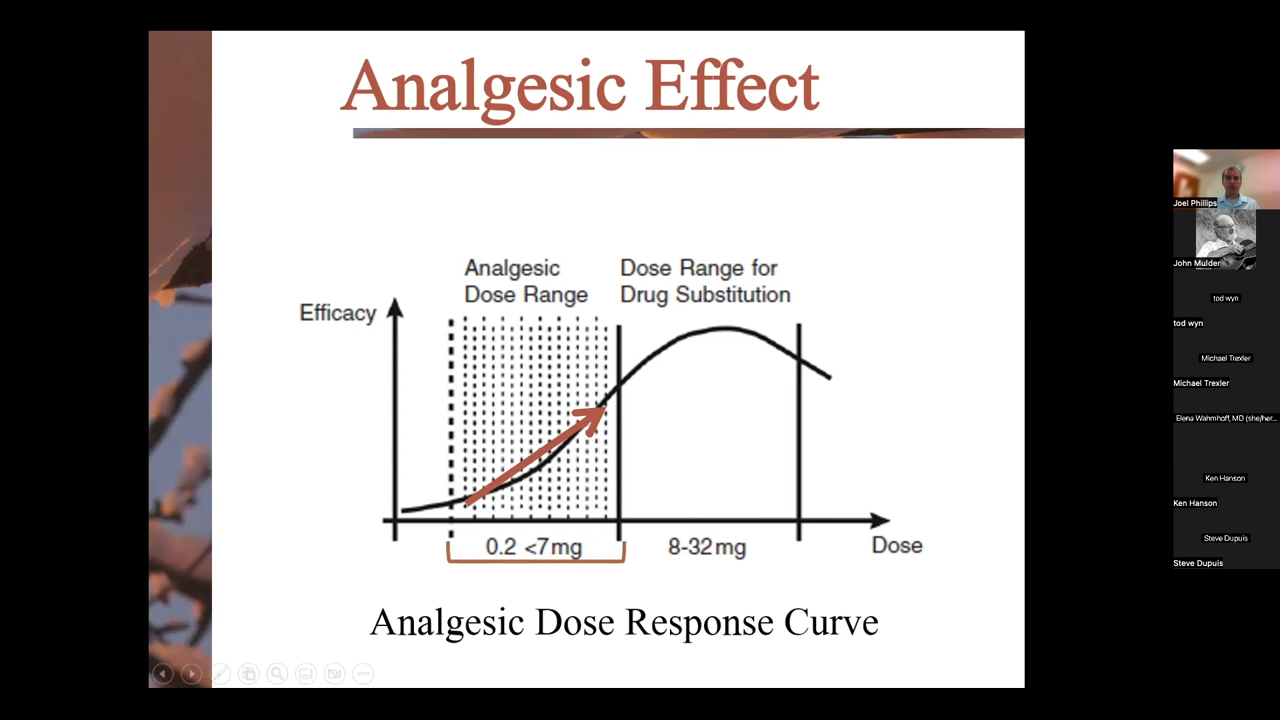 Analgesic Effect
Analgesic
Dose Range
Dose Range for
Drug Substitution
Efficacy
0.2 <7mg
8-32mg
Dose
Analgesic Dose Response Curve
Joel Phillips
John Mulder
tod wyn
tod wyn
Michael Trexler
Michael Trexler
Elena Wahmhoff, MD (she/her...
Ken Hanson
Ken Hanson
Steve Dupuis
Steve Dupuis